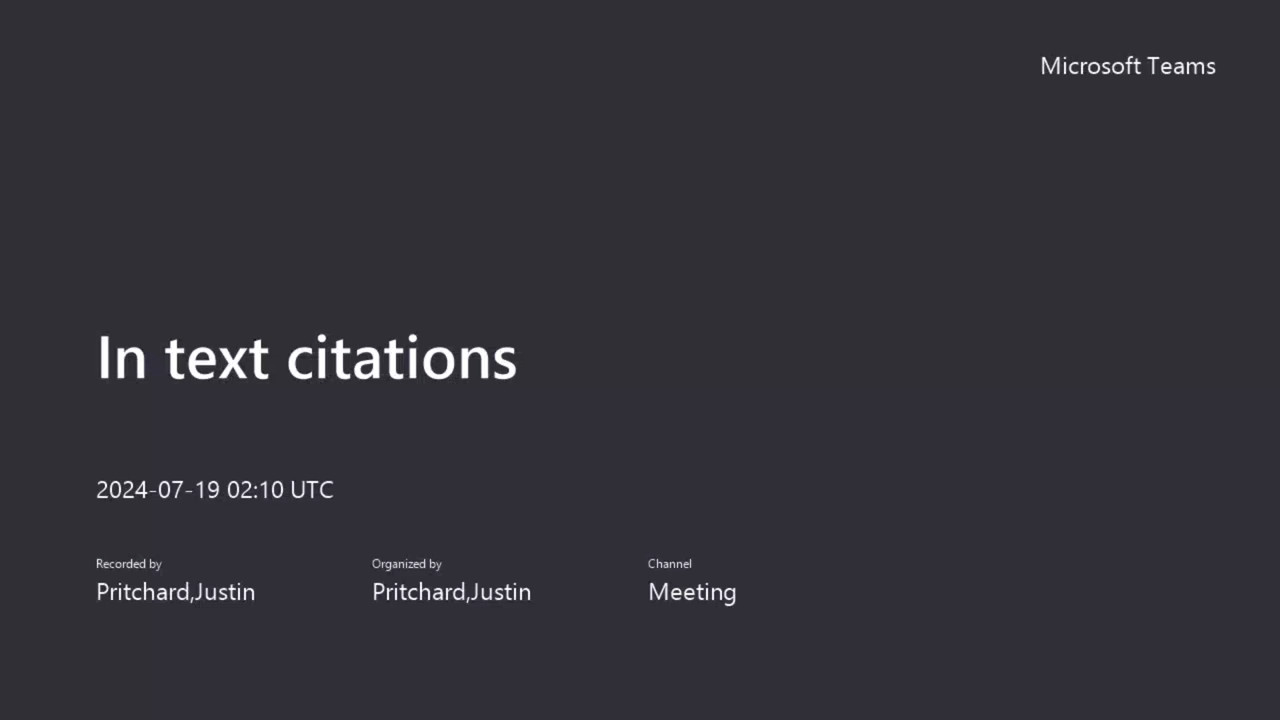 Microsoft Teams
In text citations
2024-07-19 02:10 UTC
Recorded by
Pritchard,Justin
Organized by
Pritchard,Justin
Channel
Meeting